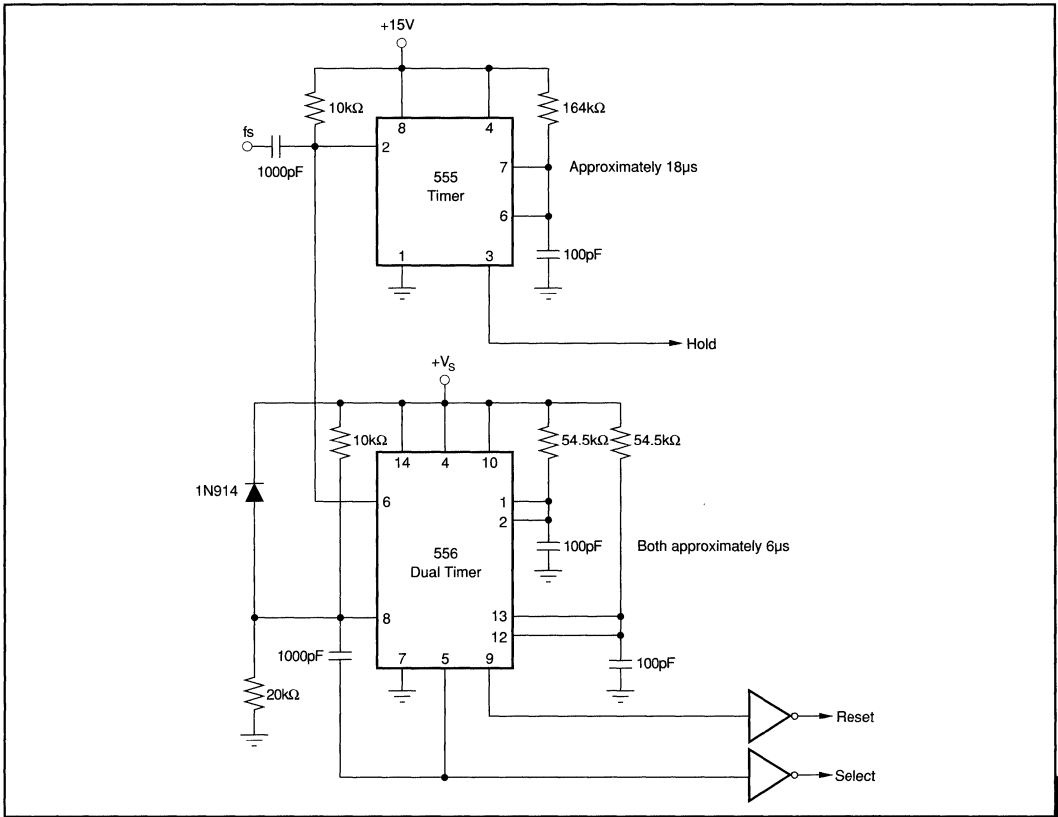 +15V
10kΩ
164kΩ
fs
1000pF
8
4
2
7
Approximately 18µs
555
Timer
6
1
3
100pF
Hold
+VS
10kΩ
54.5kΩ
54.5kΩ
14
4
10
1N914
6
1
2
100pF
Both approximately 6µs
556
Dual Timer
8
13
12
1000pF
7
5
9
100pF
20kΩ
Reset
Select